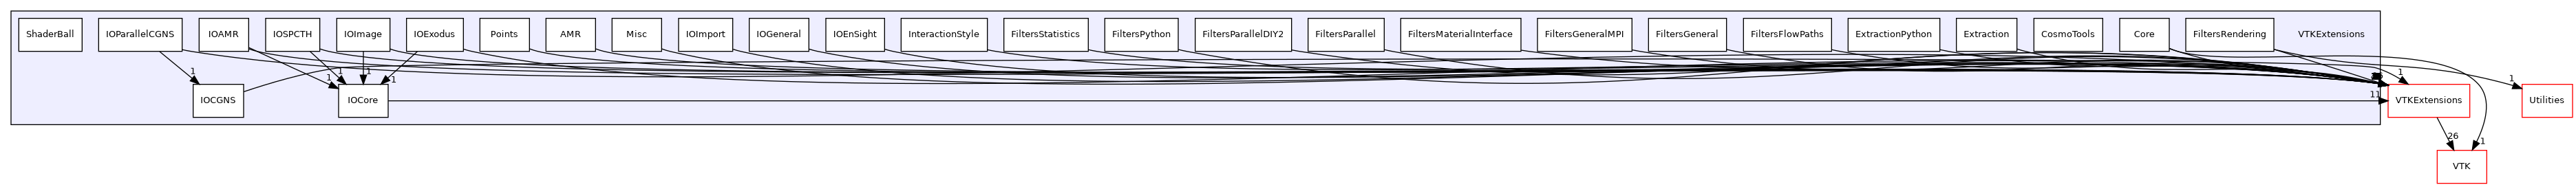 ShaderBall
IOParallelCGNS
IOAMR
IOSPCTH
IOImage
IOExodus
Points
AMR
Misc
IOImport
IOGeneral
IOEnSight
InteractionStyle
FiltersStatistics
FiltersPython
FiltersParallelDIY2
FiltersParallel
FiltersMaterialInterface
FiltersGeneralMPI
FiltersGeneral
FiltersFlowPaths
ExtractionPython
Extraction
CosmoTools
Core
FiltersRendering
VTKExtensions
1
1
1
1
1
1
1
IOCGNS
IOCore
11
VTKExtensions
Utilities
26
1
VTK